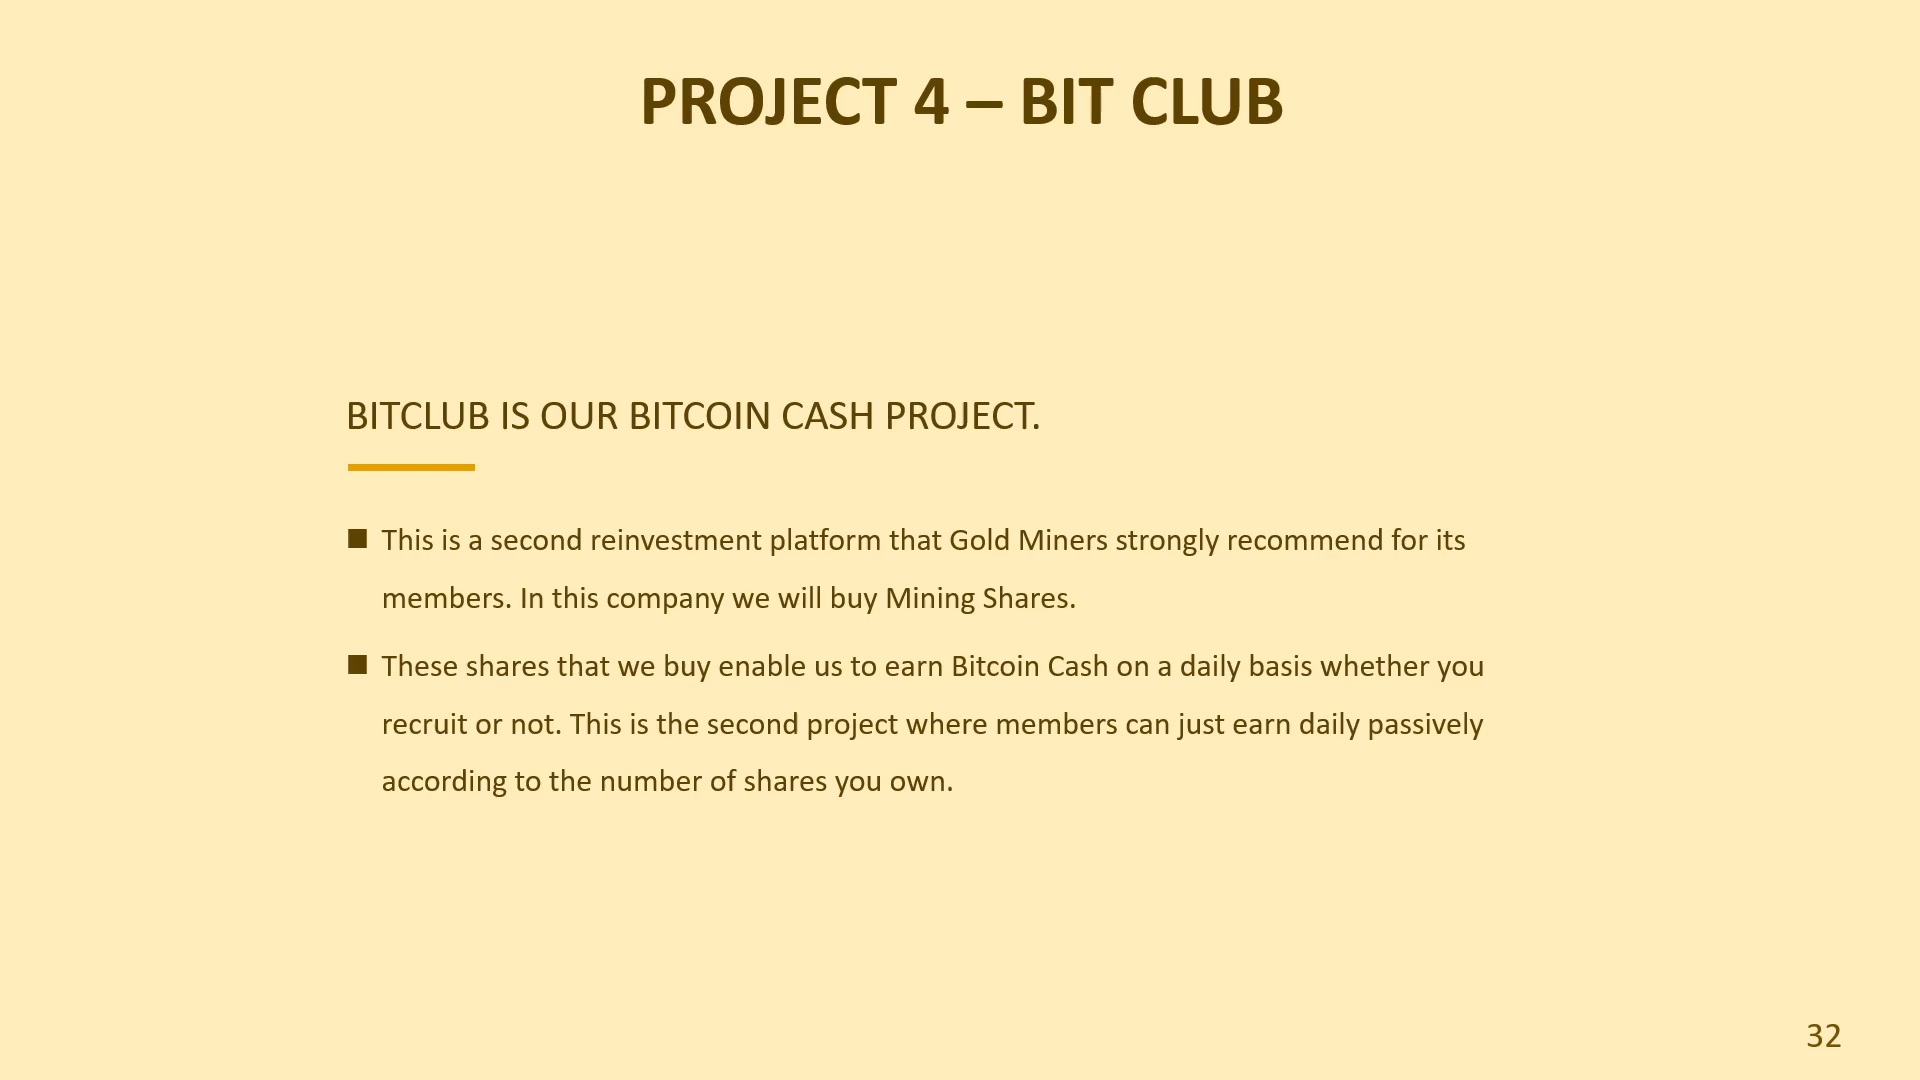 PROJECT 4 – BIT CLUB
BITCLUB IS OUR BITCOIN CASH PROJECT.
■ This is a second reinvestment platform that Gold Miners strongly recommend for its
members. In this company we will buy Mining Shares.
■ These shares that we buy enable us to earn Bitcoin Cash on a daily basis whether you
recruit or not. This is the second project where members can just earn daily passively
according to the number of shares you own.
32